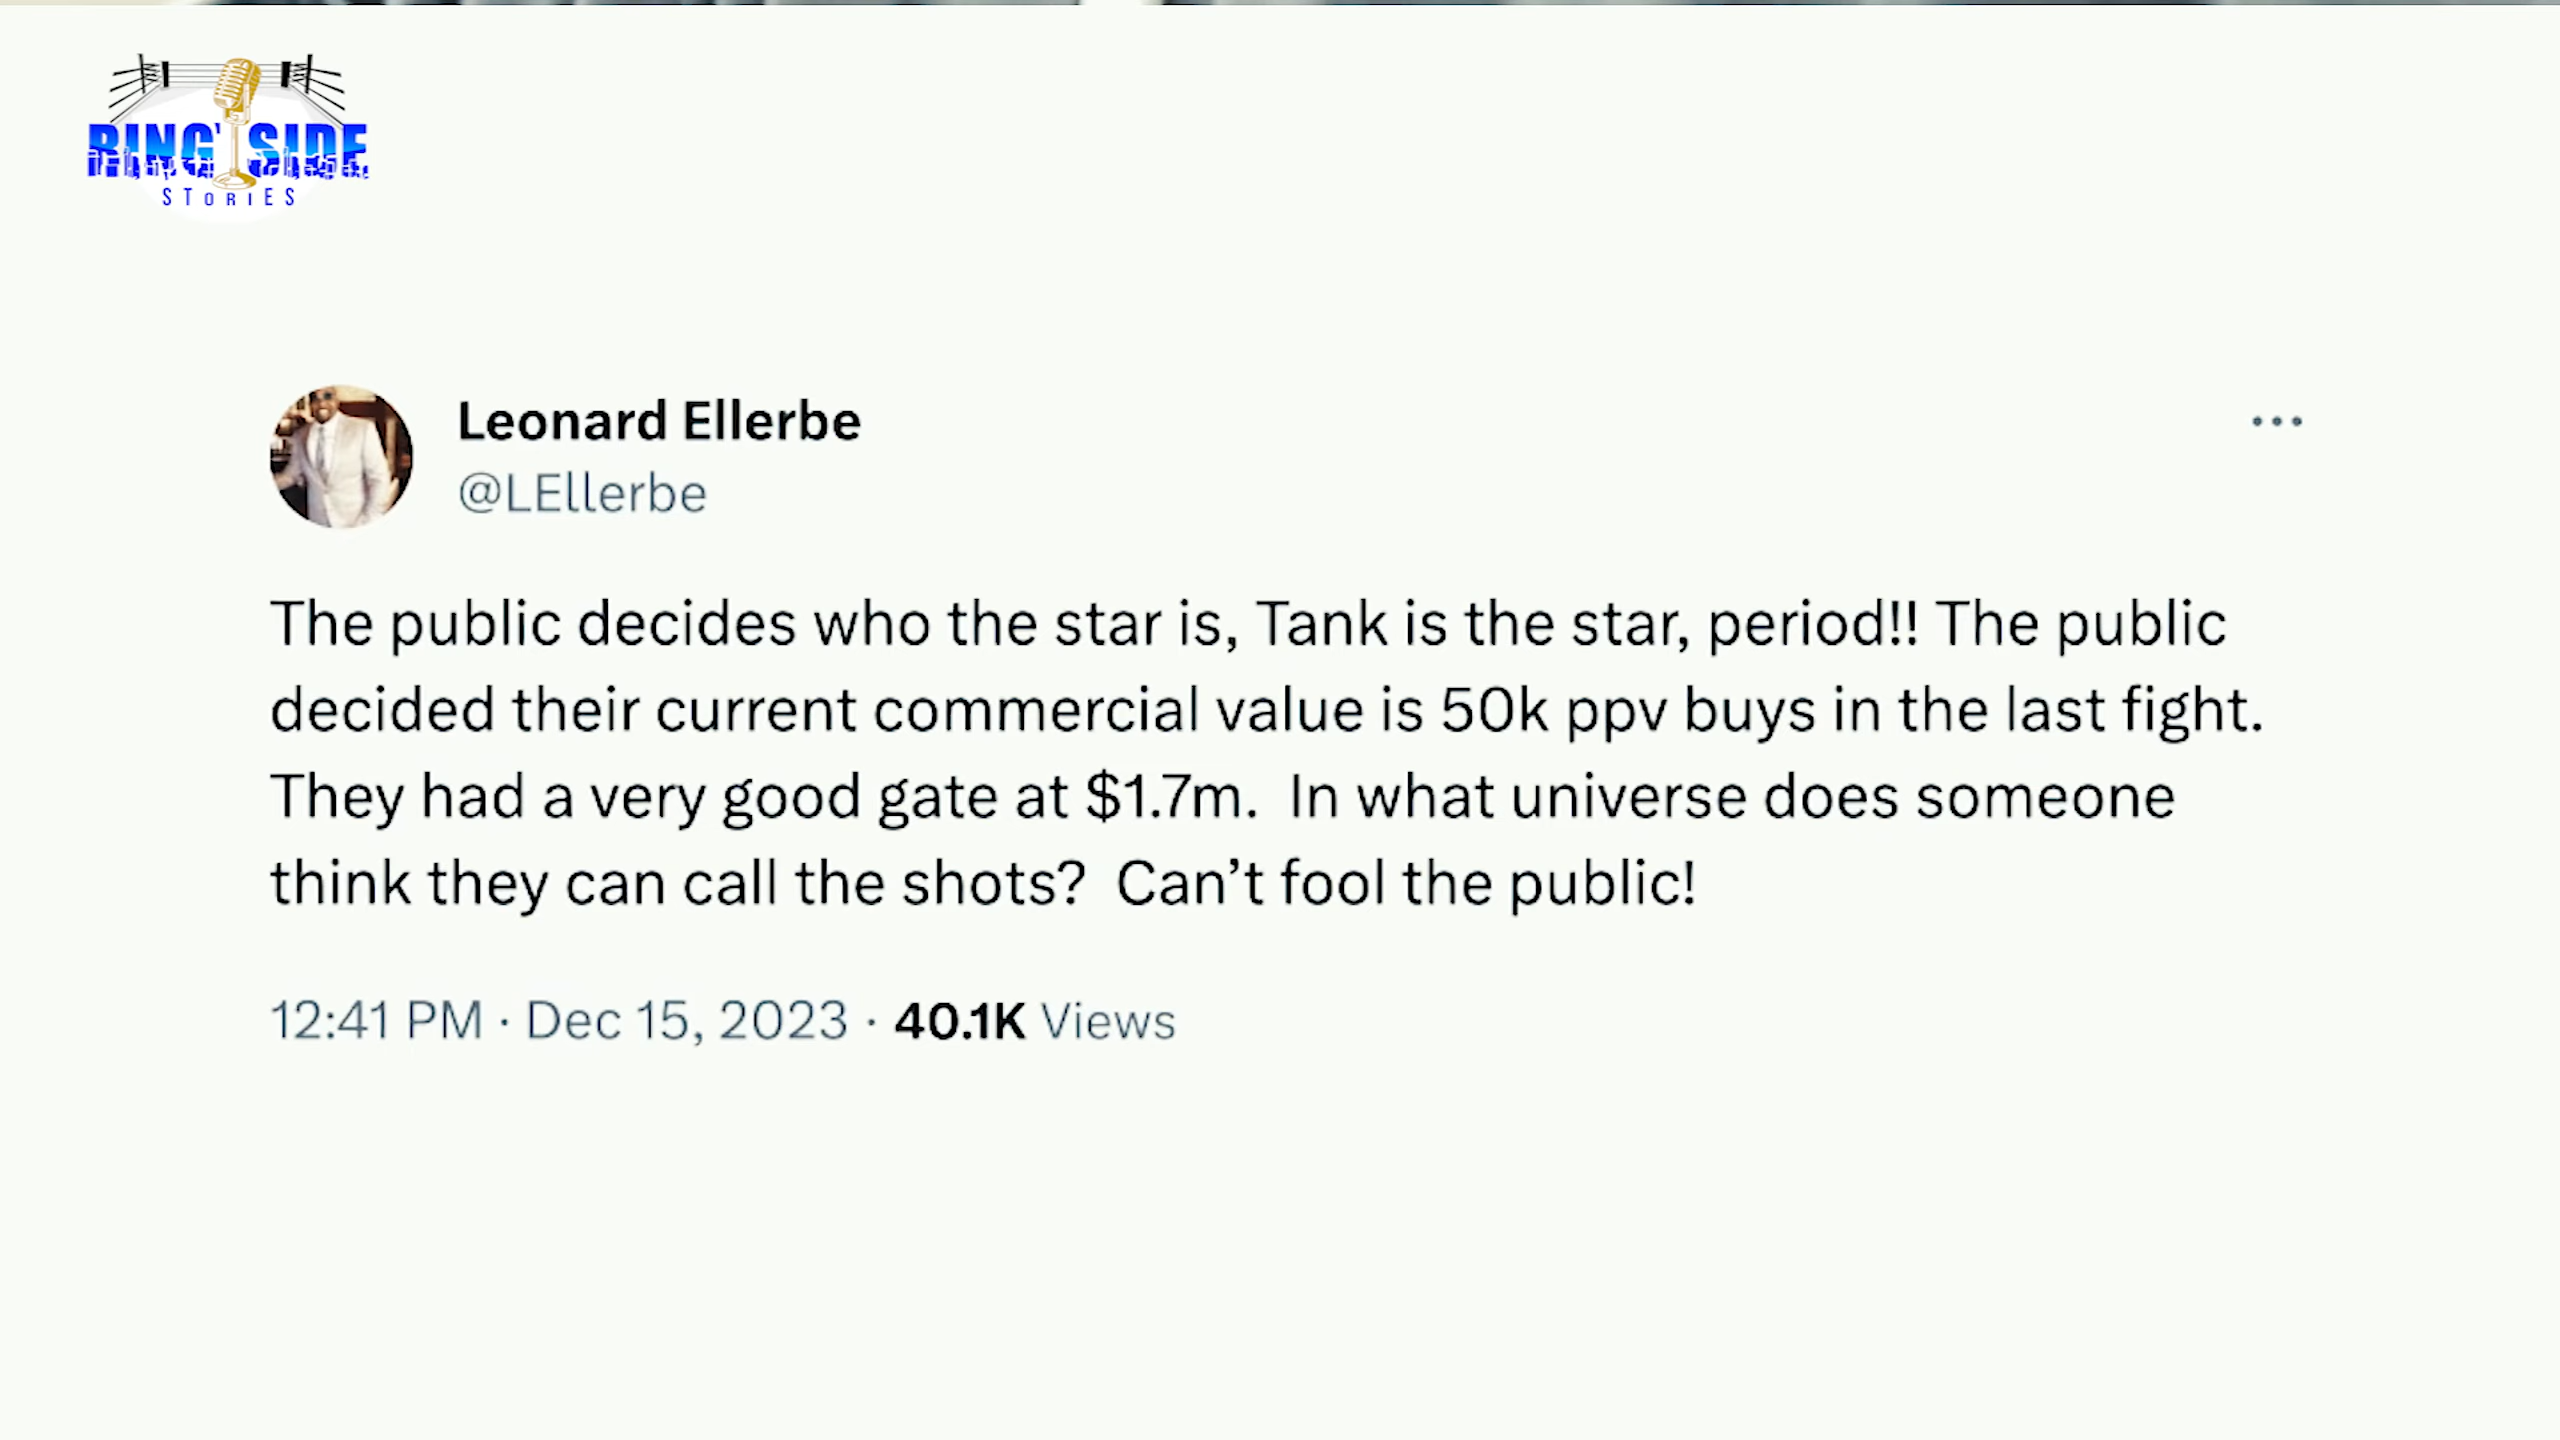 RING SIDE
STORIES
Leonard Ellerbe
@LEllerbe
The public decides who the star is, Tank is the star, period!! The public
decided their current commercial value is 50k ppv buys in the last fight.
They had a very good gate at $1.7m.  In what universe does someone
think they can call the shots?  Can’t fool the public!
12:41 PM · Dec 15, 2023 · 40.1K Views